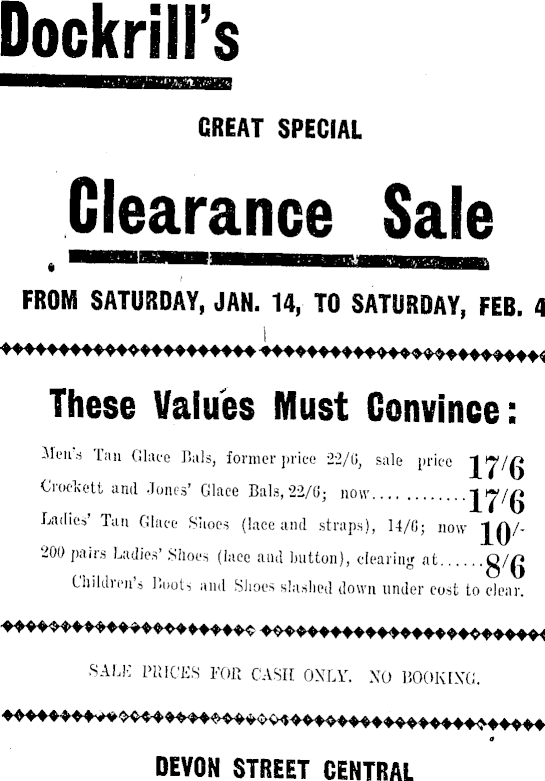 Dockrill's
GREAT SPECIAL
Clearance Sale
FROM SATURDAY, JAN. 14, TO SATURDAY, FEB. 4
These Values Must Convince:
Men's Tan Glace Bals, former price 22/6, sale price 17/6
Crockett and Jones' Glace Bals, 22/6; now.............17/6
Ladies' Tan Glace Shoes (lace and straps), 14/6; now 10/-
200 pairs Ladies' Shoes (lace and button), clearing at......8/6
Children's Boots and Shoes slashed down under cost to clear.
SALE PRICES FOR CASH ONLY. NO BOOKING.
DEVON STREET CENTRAL